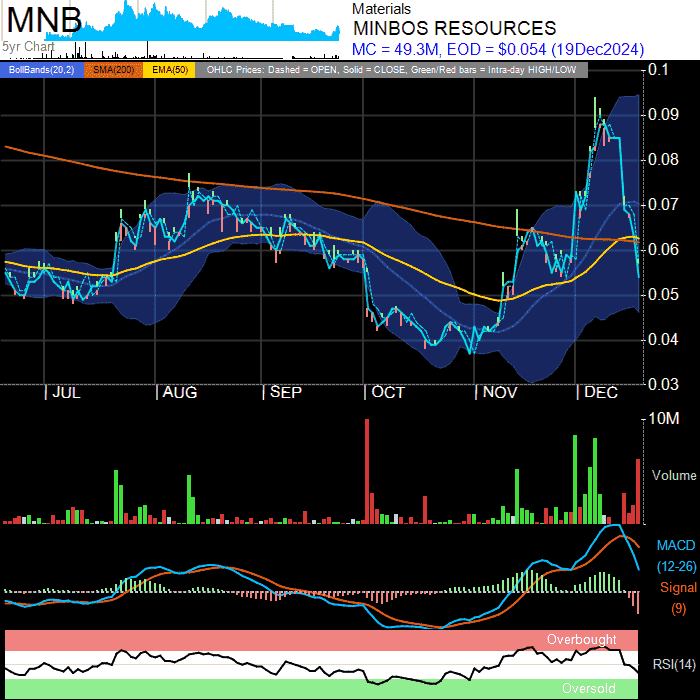 MNB
5yr Chart
Materials
MINBOS RESOURCES
MC = 49.3M, EOD = $0.054 (19Dec2024)
BollBands(20,2) SMA(200) EMA(50) OHLC Prices: Dashed = OPEN, Solid = CLOSE, Green/Red bars = Intra-day HIGH/LOW
0.1
0.09
0.08
0.07
0.06
0.05
0.04
0.03
JUL AUG SEP OCT NOV DEC
10M
Volume
MACD
(12-26)
Signal
(9)
Overbought
RSI(14)
Oversold